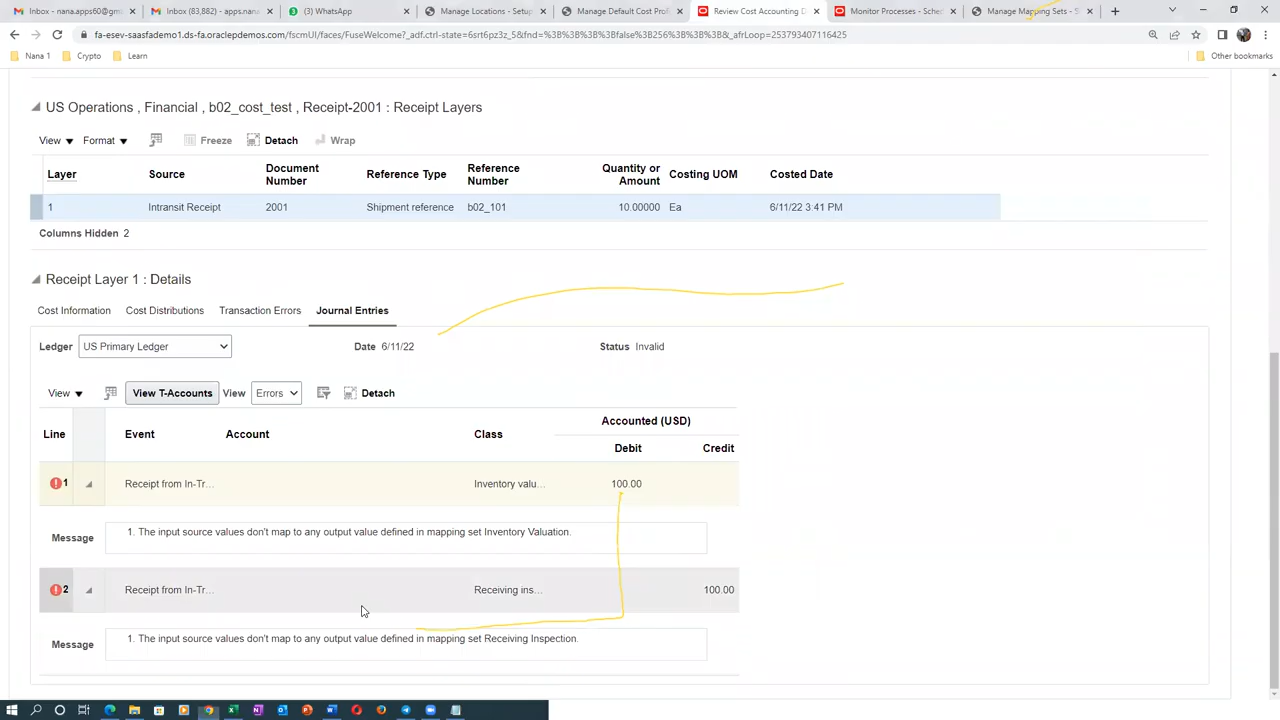 Inbox - nana.apps60@gm
Inbox (83,882) - apps.nana
(3) WhatsApp
Manage Locations - Setup
Manage Default Cost Prof
Review Cost Accounting D
Monitor Processes - Sched
Manage Mapping Sets - S
fa-esev-saasfademo1.ds-fa.oraclepdemos.com/fscmUI/faces/FuseWelcome?_adf.ctrl-state=6srt6pz3z_5&fnd=%3B%3B%3B%3Bfalse%3B256%3B%3B%3B&_afrLoop=2537934071​16425
Nana 1
Crypto
Learn
Other bookmarks
US Operations , Financial , b02_cost_test , Receipt-2001 : Receipt Layers
View Format Freeze Detach Wrap
Layer Source Document Number Reference Type Reference Number Quantity or Amount Costing UOM Costed Date
1 Intransit Receipt 2001 Shipment reference b02_101 10.00000 Ea 6/11/22 3:41 PM
Columns Hidden 2
Receipt Layer 1 : Details
Cost Information Cost Distributions Transaction Errors Journal Entries
Ledger US Primary Ledger Date 6/11/22 Status Invalid
View View T-Accounts View Errors Detach
Accounted (USD)
Line Event Account Class Debit Credit
1 Receipt from In-Tr... Inventory valu... 100.00
Message 1. The input source values don't map to any output value defined in mapping set Inventory Valuation.
2 Receipt from In-Tr... Receiving ins... 100.00
Message 1. The input source values don't map to any output value defined in mapping set Receiving Inspection.